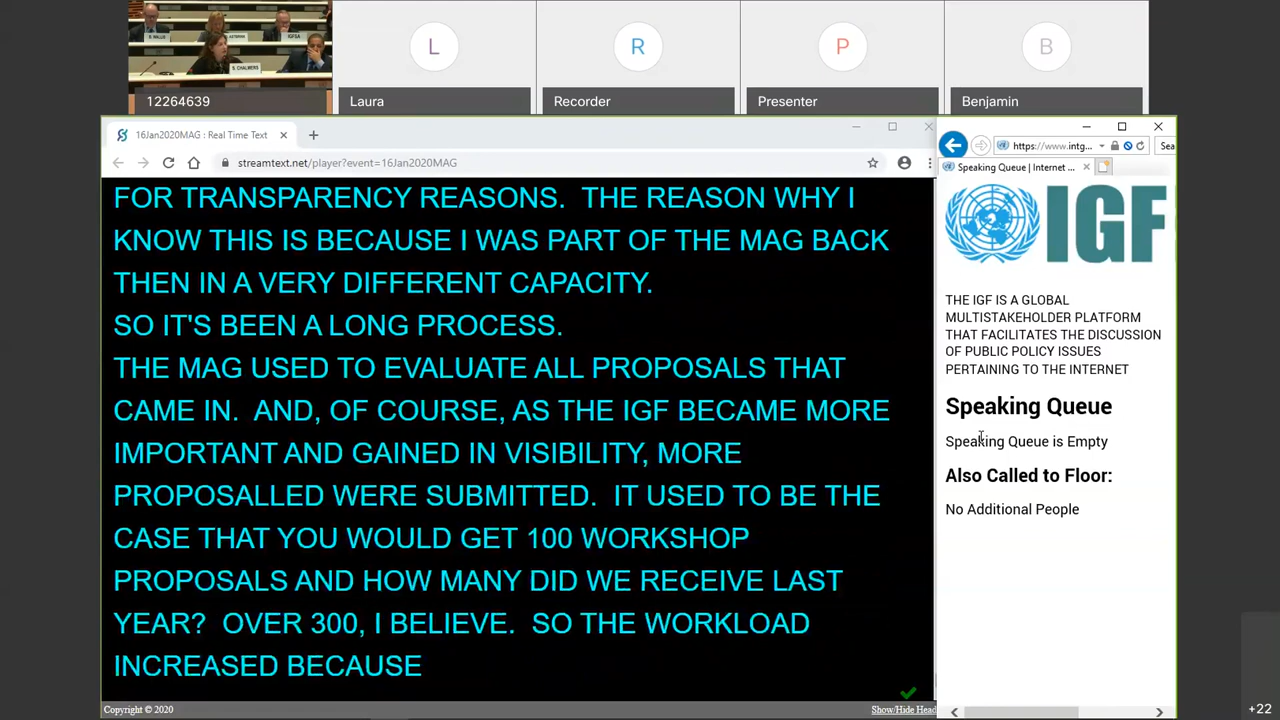 B. WALLIS
IGFSA
S. CHALMERS
L
R
P
B
12264639
Laura
Recorder
Presenter
Benjamin
16Jan2020MAG : Real Time Text
streamtext.net/player?event=16Jan2020MAG
FOR TRANSPARENCY REASONS. THE REASON WHY I
KNOW THIS IS BECAUSE I WAS PART OF THE MAG BACK
THEN IN A VERY DIFFERENT CAPACITY.
SO IT'S BEEN A LONG PROCESS.
THE MAG USED TO EVALUATE ALL PROPOSALS THAT
CAME IN. AND, OF COURSE, AS THE IGF BECAME MORE
IMPORTANT AND GAINED IN VISIBILITY, MORE
PROPOSALLED WERE SUBMITTED. IT USED TO BE THE
CASE THAT YOU WOULD GET 100 WORKSHOP
PROPOSALS AND HOW MANY DID WE RECEIVE LAST
YEAR? OVER 300, I BELIEVE. SO THE WORKLOAD
INCREASED BECAUSE
Copyright © 2020
Show/Hide Head
https://www.intg...
Sea
Speaking Queue | Internet ...
IGF
THE IGF IS A GLOBAL
MULTISTAKEHOLDER PLATFORM
THAT FACILITATES THE DISCUSSION
OF PUBLIC POLICY ISSUES
PERTAINING TO THE INTERNET
Speaking Queue
Speaking Queue is Empty
Also Called to Floor:
No Additional People
+22